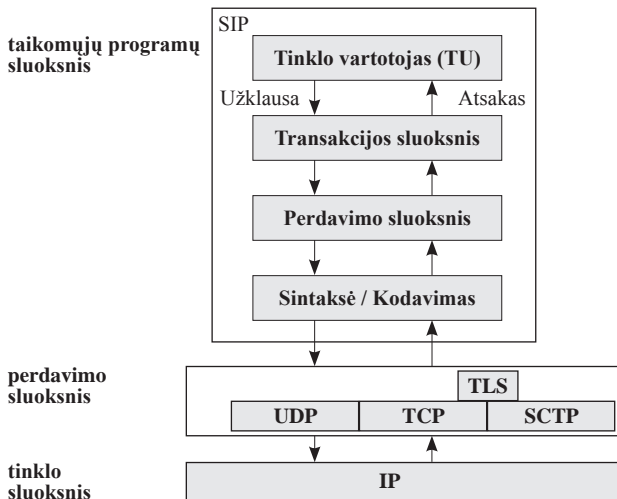 SIP
taikomųjų programų
sluoksnis
Tinklo vartotojas (TU)
Užklausa
Atsakas
Transakcijos sluoksnis
Perdavimo sluoksnis
Sintaksė / Kodavimas
perdavimo
sluoksnis
TLS
UDP
TCP
SCTP
tinklo
sluoksnis
IP